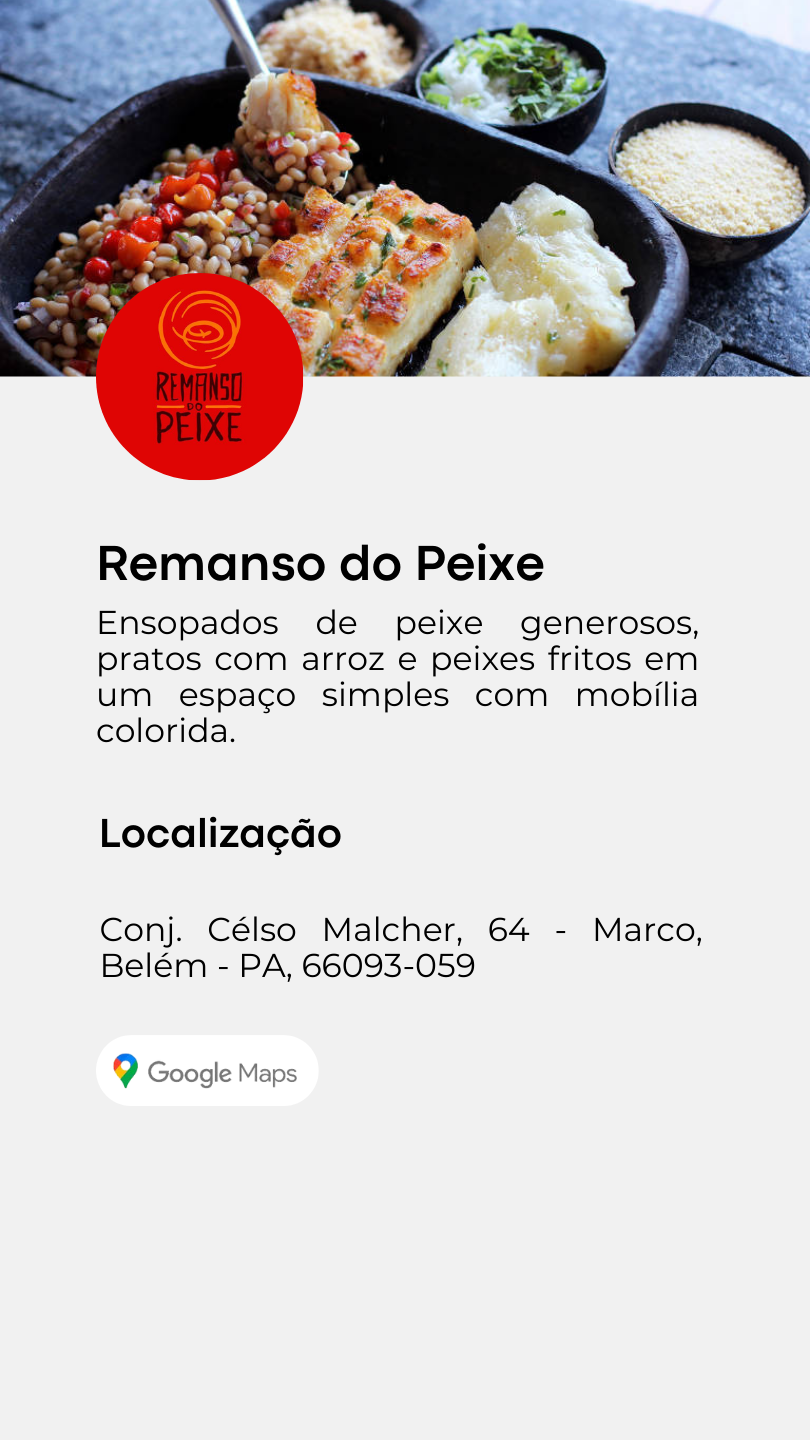 REMANSO
DO
PEIXE
Remanso do Peixe
Ensopados de peixe generosos,
pratos com arroz e peixes fritos em
um espaço simples com mobília
colorida.
Localização
Conj. Célso Malcher, 64 - Marco,
Belém - PA, 66093-059
Google Maps